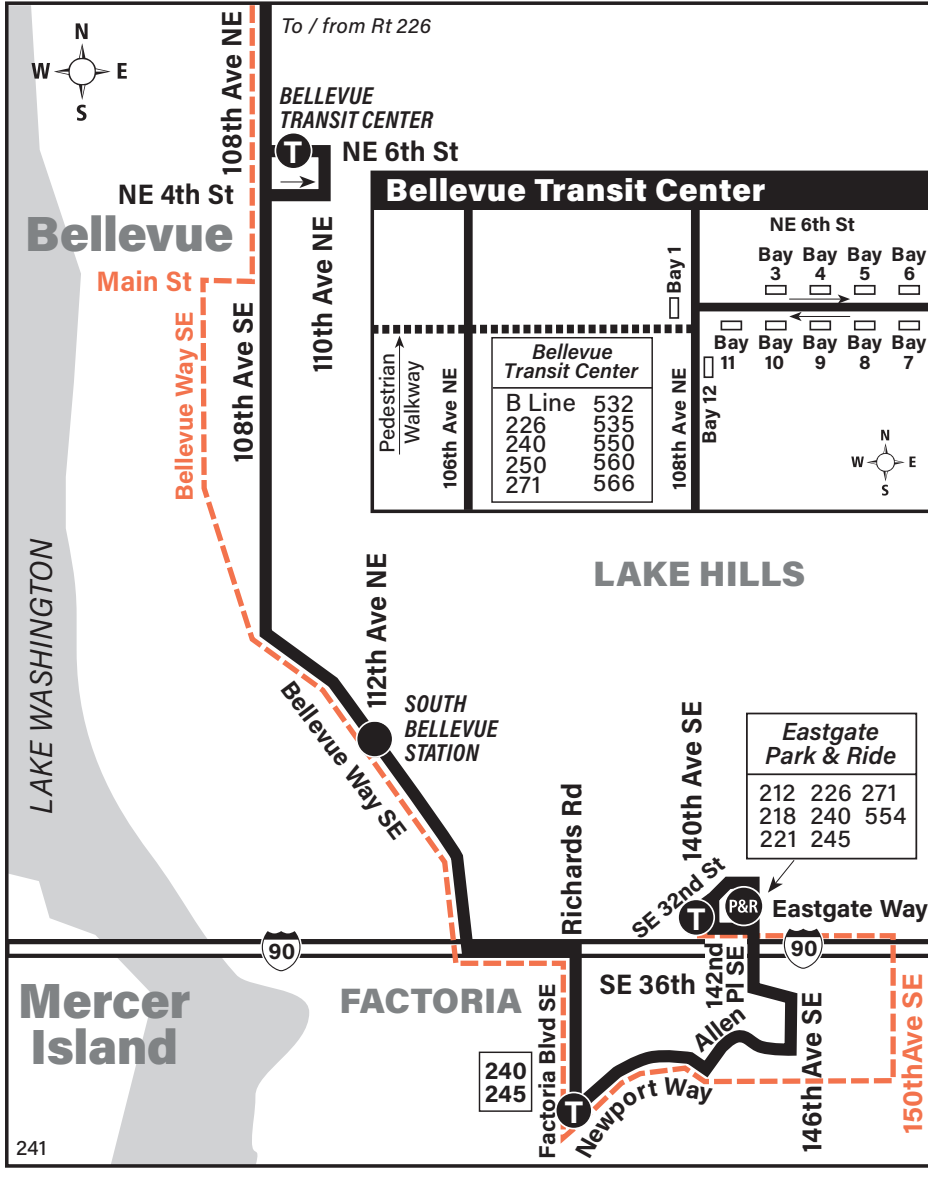 To / from Rt 226
N
W E
S
108th Ave NE
BELLEVUE
TRANSIT CENTER
T
NE 6th St
NE 4th St
Bellevue
Main St
110th Ave NE
Bellevue Way SE
108th Ave SE
Bellevue Transit Center
NE 6th St
Bay
3
Bay
4
Bay
5
Bay
6
Bay 1
Bay
11
Bay
10
Bay
9
Bay
8
Bay
7
Bay 12
Pedestrian
Walkway
106th Ave NE
108th Ave NE
Bellevue
Transit Center
B Line 532
226 535
240 550
250 560
271 566
N
W E
S
LAKE WASHINGTON
LAKE HILLS
112th Ave NE
SOUTH
BELLEVUE
STATION
Bellevue Way SE
Richards Rd
140th Ave SE
Eastgate
Park & Ride
212 226 271
218 240 554
221 245
SE 32nd St
T
P&R
Eastgate Way
90
90
Mercer
Island
FACTORIA
SE 36th
142nd
Pl SE
Allen
Factoria Blvd SE
240
245
T
Newport Way
146th Ave SE
150thAve SE
241